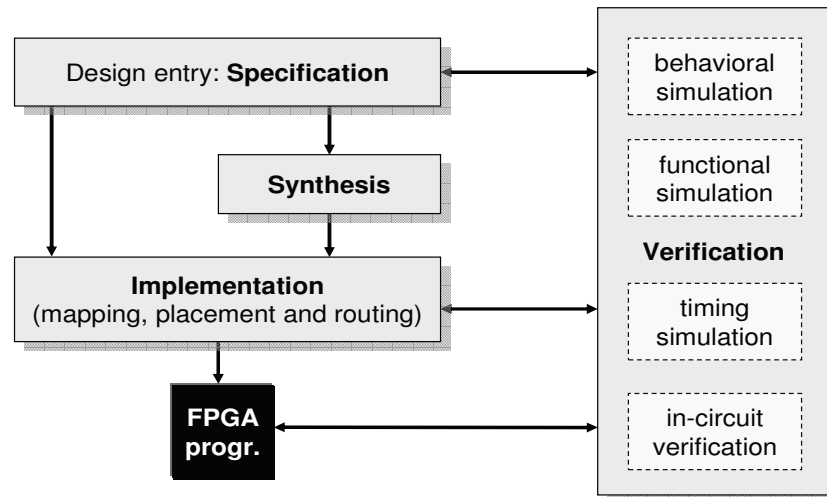 Design entry: Specification
Synthesis
Implementation
(mapping, placement and routing)
FPGA
progr.
behavioral
simulation
functional
simulation
Verification
timing
simulation
in-circuit
verification